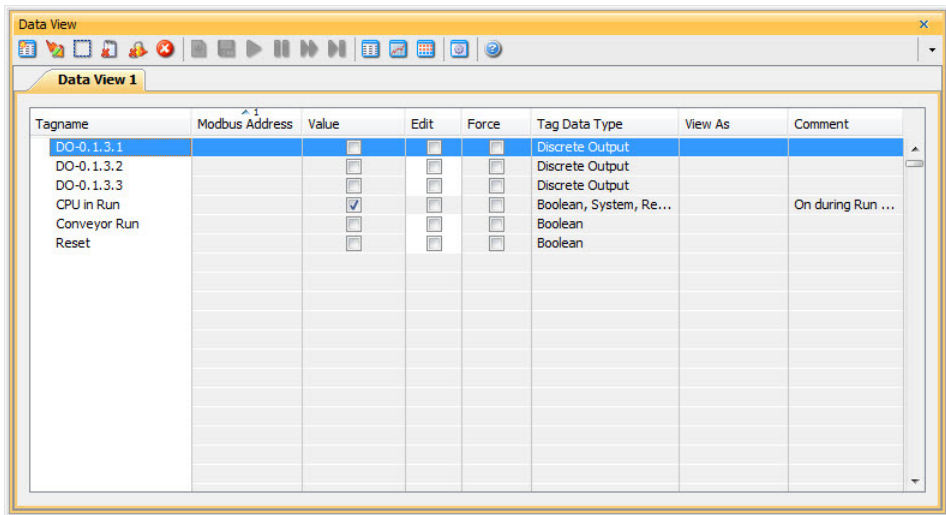 Data View
Data View 1
Tagname Modbus Address 1 Value Edit Force Tag Data Type View As Comment
DO-0.1.3.1 Discrete Output
DO-0.1.3.2 Discrete Output
DO-0.1.3.3 Discrete Output
CPU in Run Boolean, System, Re... On during Run ...
Conveyor Run Boolean
Reset Boolean